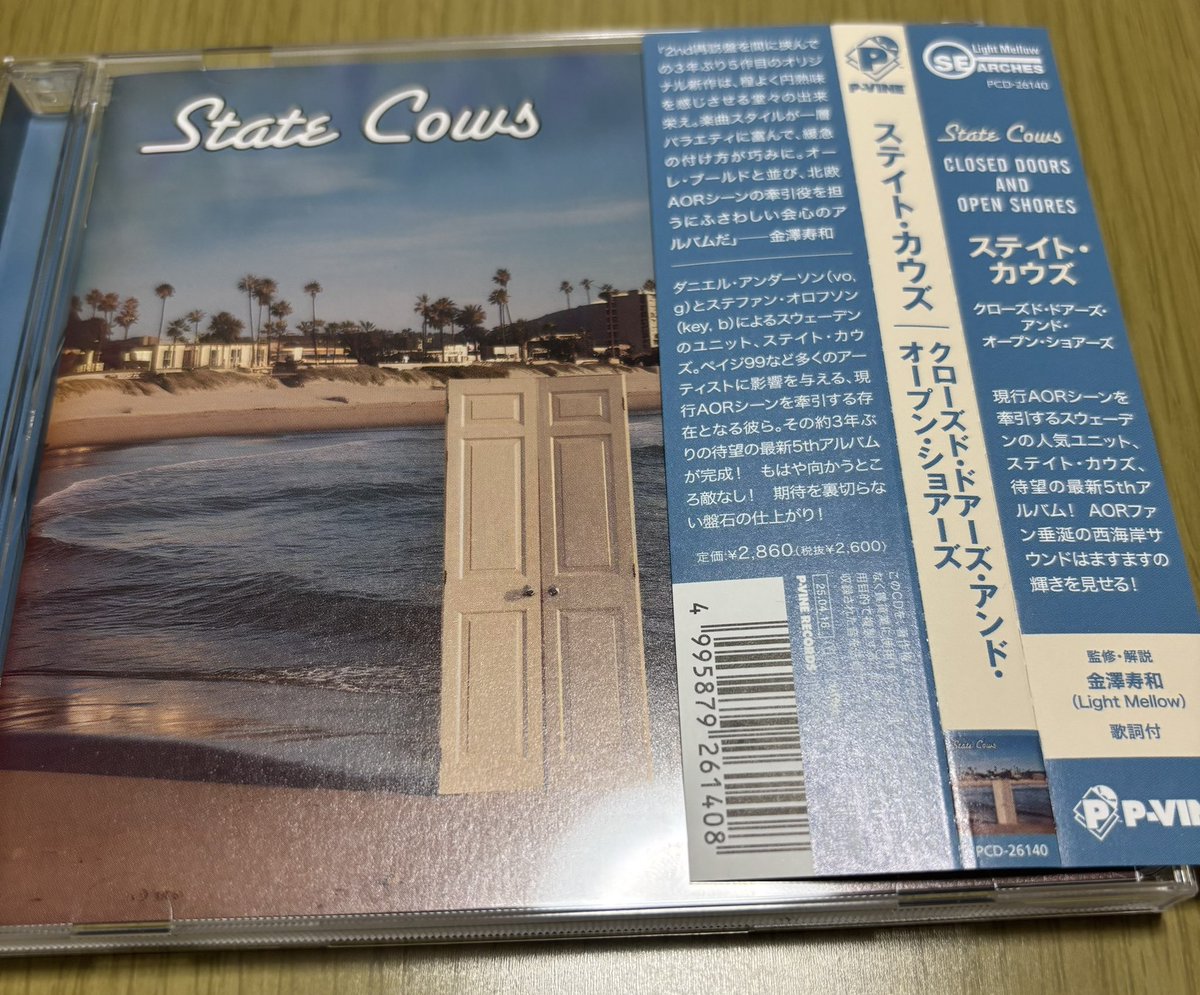 State Cows
『2nd再訪盤を間に挟んで
の3年ぶり5作目のオリジ
ナル新作は、程よく円熟味
を感じさせる堂々の出来
栄え。楽曲スタイルが一層
バラエティに富んで、緩急
の付け方が巧みに。オー
レ・ブールドと並び、北欧
AORシーンの牽引役を担
うにふさわしい会心のア
ルバムだ」──金澤寿和
ダニエル・アンダーソン(vo,
g)とステファン・オロフソン
(key, b)によるスウェーデン
のユニット、ステイト・カウ
ズ。ペイジ99など多くのアー
ティストに影響を与える、現
行AORシーンを牽引する存
在となる彼ら。その約3年ぶ
りの待望の最新5thアルバム
が完成! もはや向かうとこ
ろ敵なし! 期待を裏切らな
い盤石の仕上がり!
定価:¥2,860(税抜¥2,600)
25.04.16
P-VINE RECORDS
4 995879 261408
P-VINE
ステイト・カウズ
クローズド・ドアーズ・アンド・
オープン・ショアーズ
State Cows
PCD-26140
Light Mellow
SEARCHES
PCD-26140
State Cows
CLOSED DOORS
AND
OPEN SHORES
ステイト・
カウズ
クローズド・ドアーズ・
アンド・
オープン・ショアーズ
現行AORシーンを
牽引するスウェーデ
ンの人気ユニット、
ステイト・カウズ、
待望の最新5thア
ルバム! AORファ
ン垂涎の西海岸サ
ウンドはますますの
輝きを見せる!
監修・解説
金澤寿和
(Light Mellow)
歌詞付
P-VINE